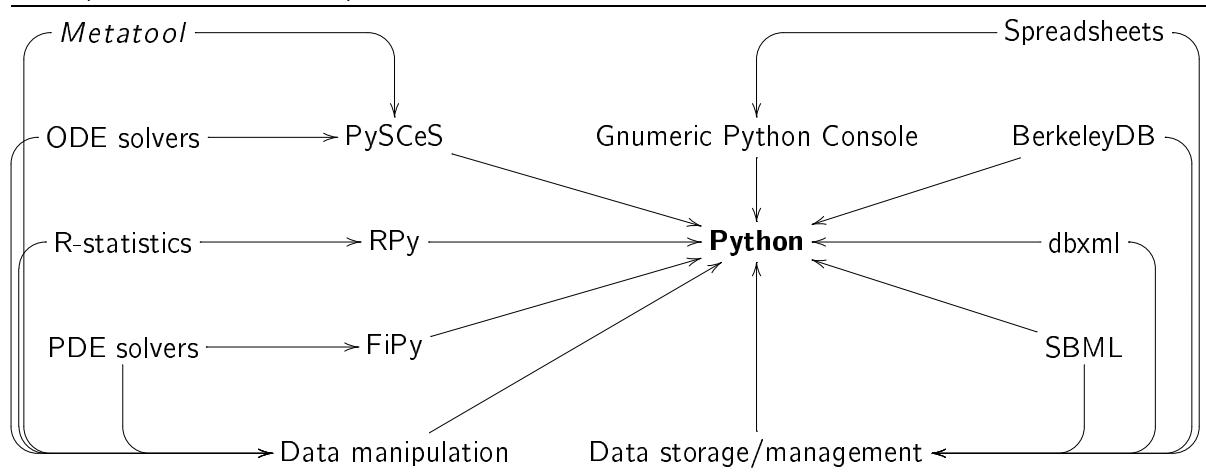 Metatool
Spreadsheets
ODE solvers
PySCeS
Gnumeric Python Console
BerkeleyDB
R-statistics
RPy
Python
dbxml
PDE solvers
FiPy
SBML
Data manipulation
Data storage/management